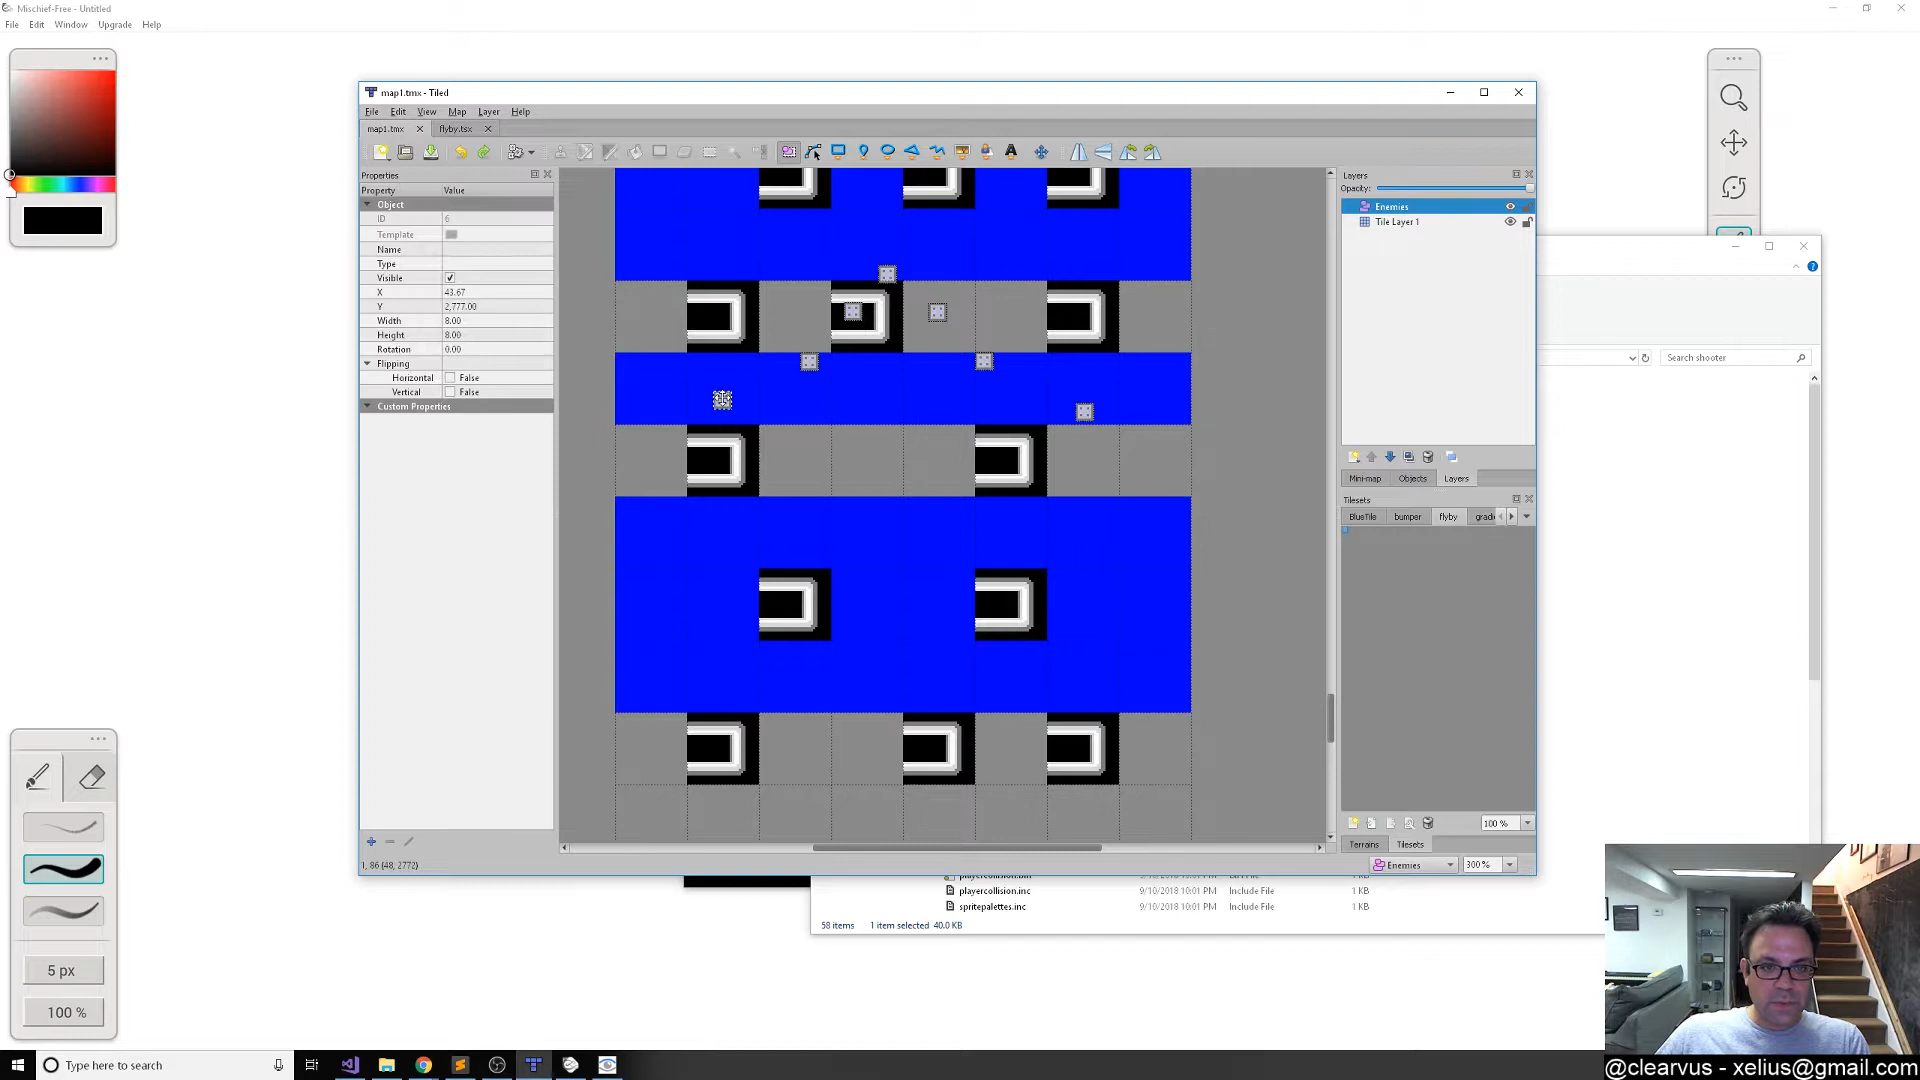 Mischief-Free - Untitled
File Edit Window Upgrade Help
map1.tmx - Tiled
File Edit View Map Layer Help
map1.tmx flyby.tsx
Properties
Property Value
Object
ID 6
Template
Name
Type
Visible
X 43.67
Y 2,777.00
Width 8.00
Height 8.00
Rotation 0.00
Flipping
Horizontal False
Vertical False
Custom Properties
Layers
Opacity:
Enemies
Tile Layer 1
Mini-map Objects Layers
Tilesets
BlueTile bumper flyby
100 %
Terrains Tilesets
1, 86 (48, 2772)
Enemies 300 %
Search shooter
playercollision.inc 9/10/2018 10:01 PM Include File 1 KB
spritepalettes.inc 9/10/2018 10:01 PM Include File 1 KB
58 items 1 item selected 40.0 KB
5 px
100 %
Type here to search
@clearvus - xelius@gmail.com